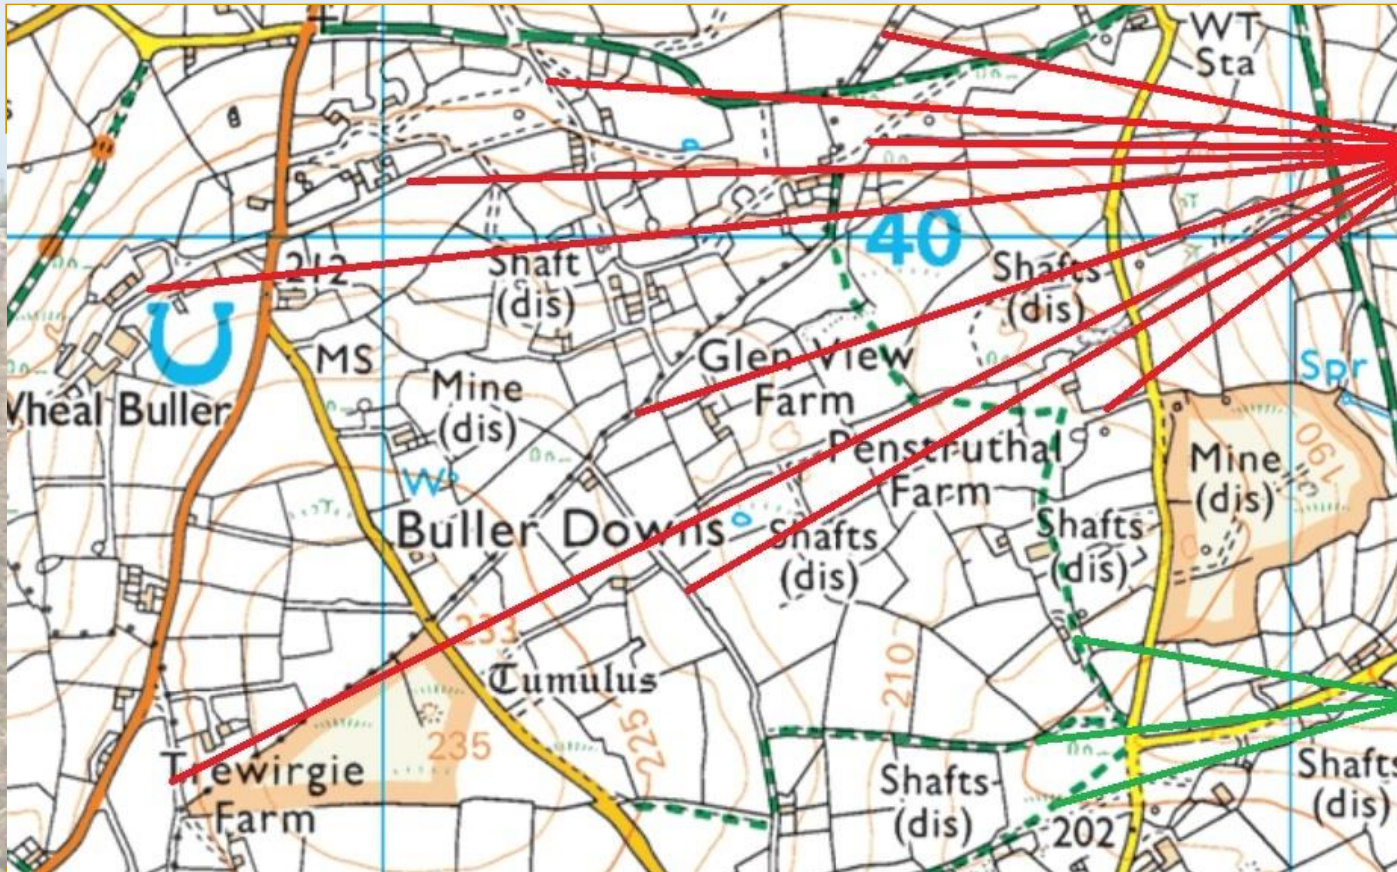 WT
Sta
40
212
Shaft
(dis)
Shafts
(dis)
MS
Glen View
Farm
Spr
Mine
(dis)
Wheal Buller
Penstruthal
Farm
Mine
(dis)
190
W
Buller Downs
Shafts
(dis)
Shafts
(dis)
233
Tumulus
210
225
235
Trewirgie
Farm
Shafts
(dis)
Shafts
(dis)
202